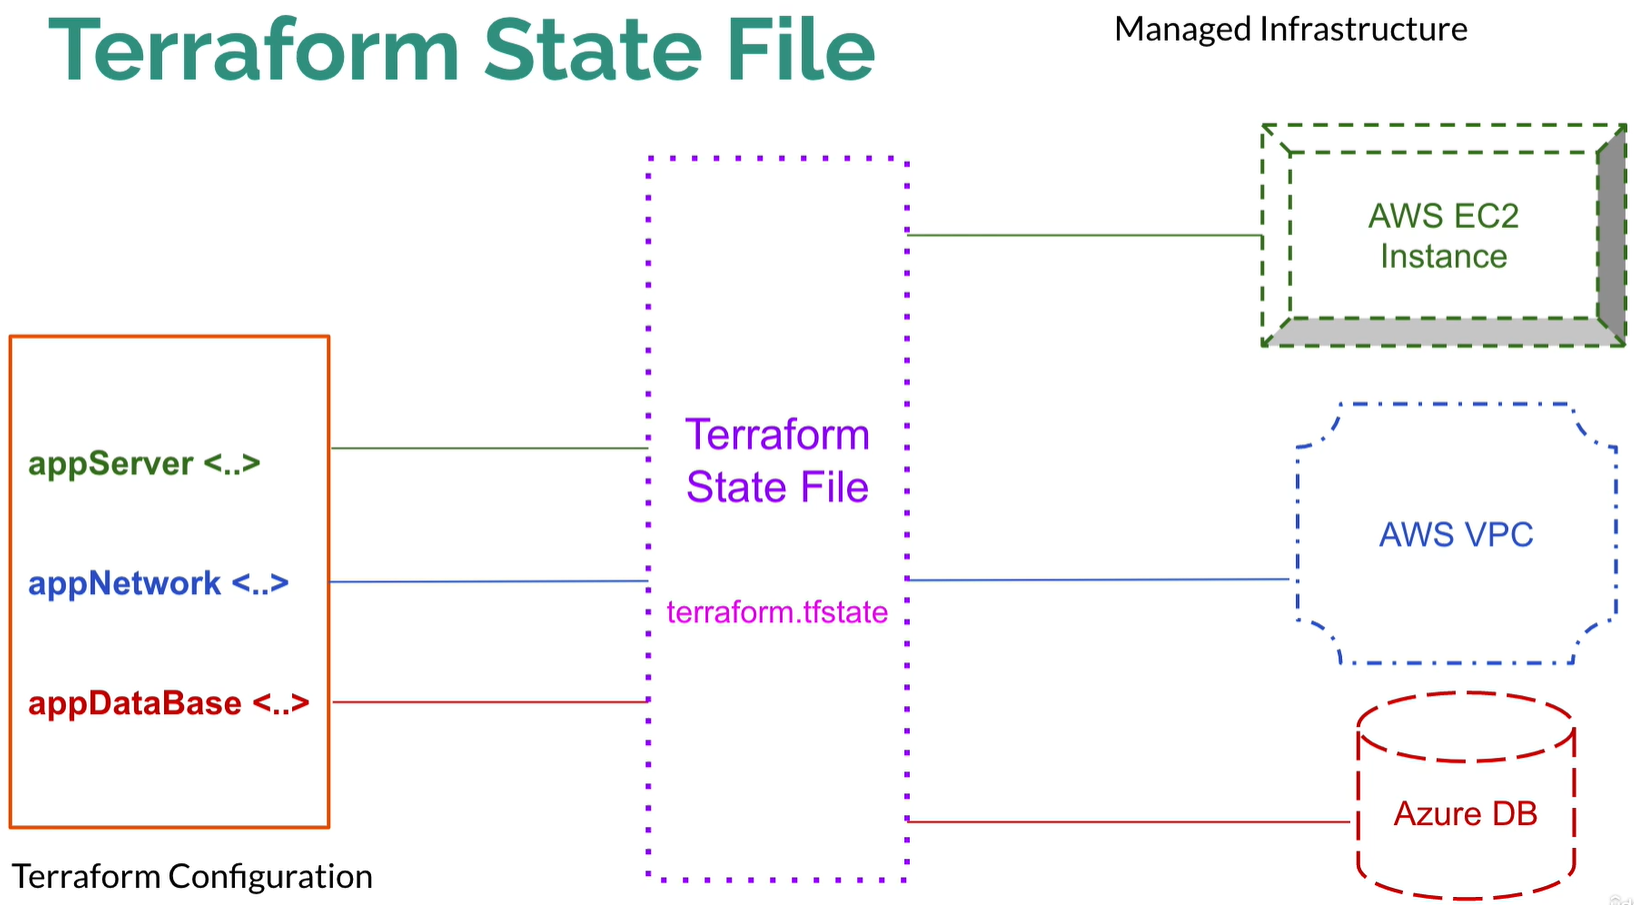 Terraform State File
Managed Infrastructure
AWS EC2
Instance
appServer <..>
appNetwork <..>
appDataBase <..>
Terraform
State File
terraform.tfstate
AWS VPC
Azure DB
Terraform Configuration